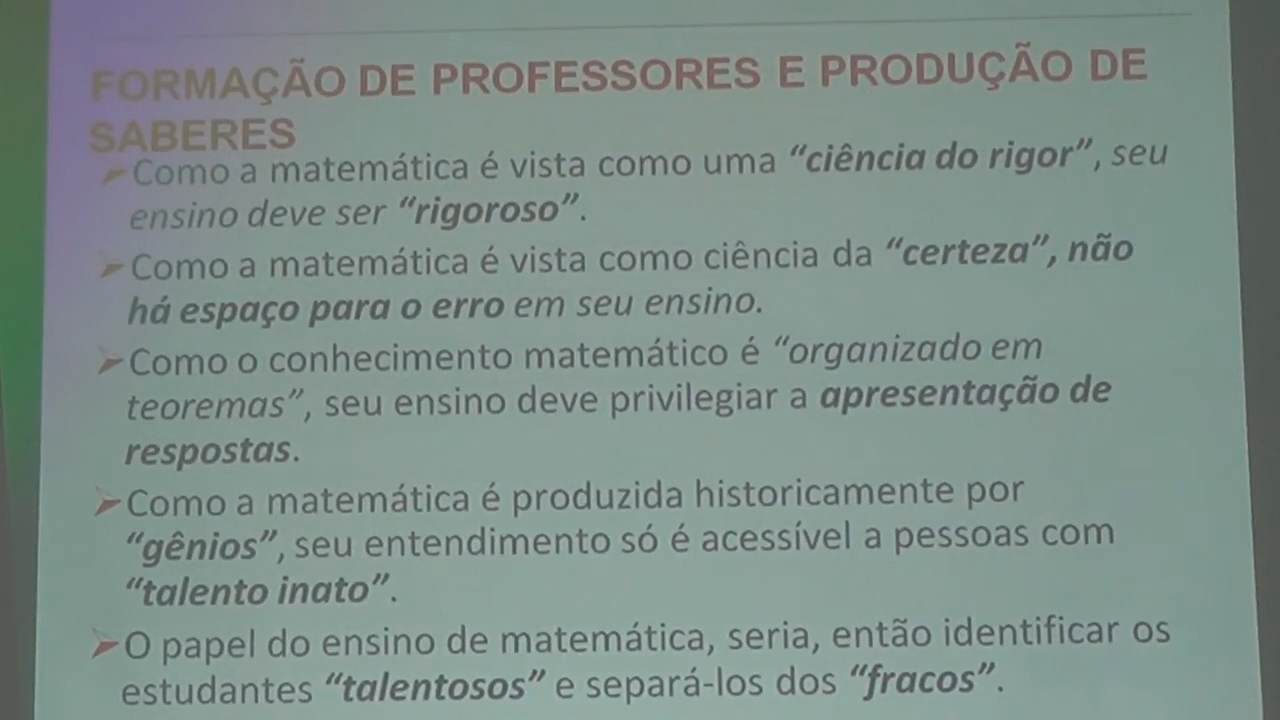 FORMAÇÃO DE PROFESSORES E PRODUÇÃO DE
SABERES
Como a matemática é vista como uma “ciência do rigor”, seu
ensino deve ser “rigoroso”.
Como a matemática é vista como ciência da “certeza”, não
há espaço para o erro em seu ensino.
Como o conhecimento matemático é “organizado em
teoremas”, seu ensino deve privilegiar a apresentação de
respostas.
Como a matemática é produzida historicamente por
“gênios”, seu entendimento só é acessível a pessoas com
“talento inato”.
O papel do ensino de matemática, seria, então identificar os
estudantes “talentosos” e separá-los dos “fracos”.